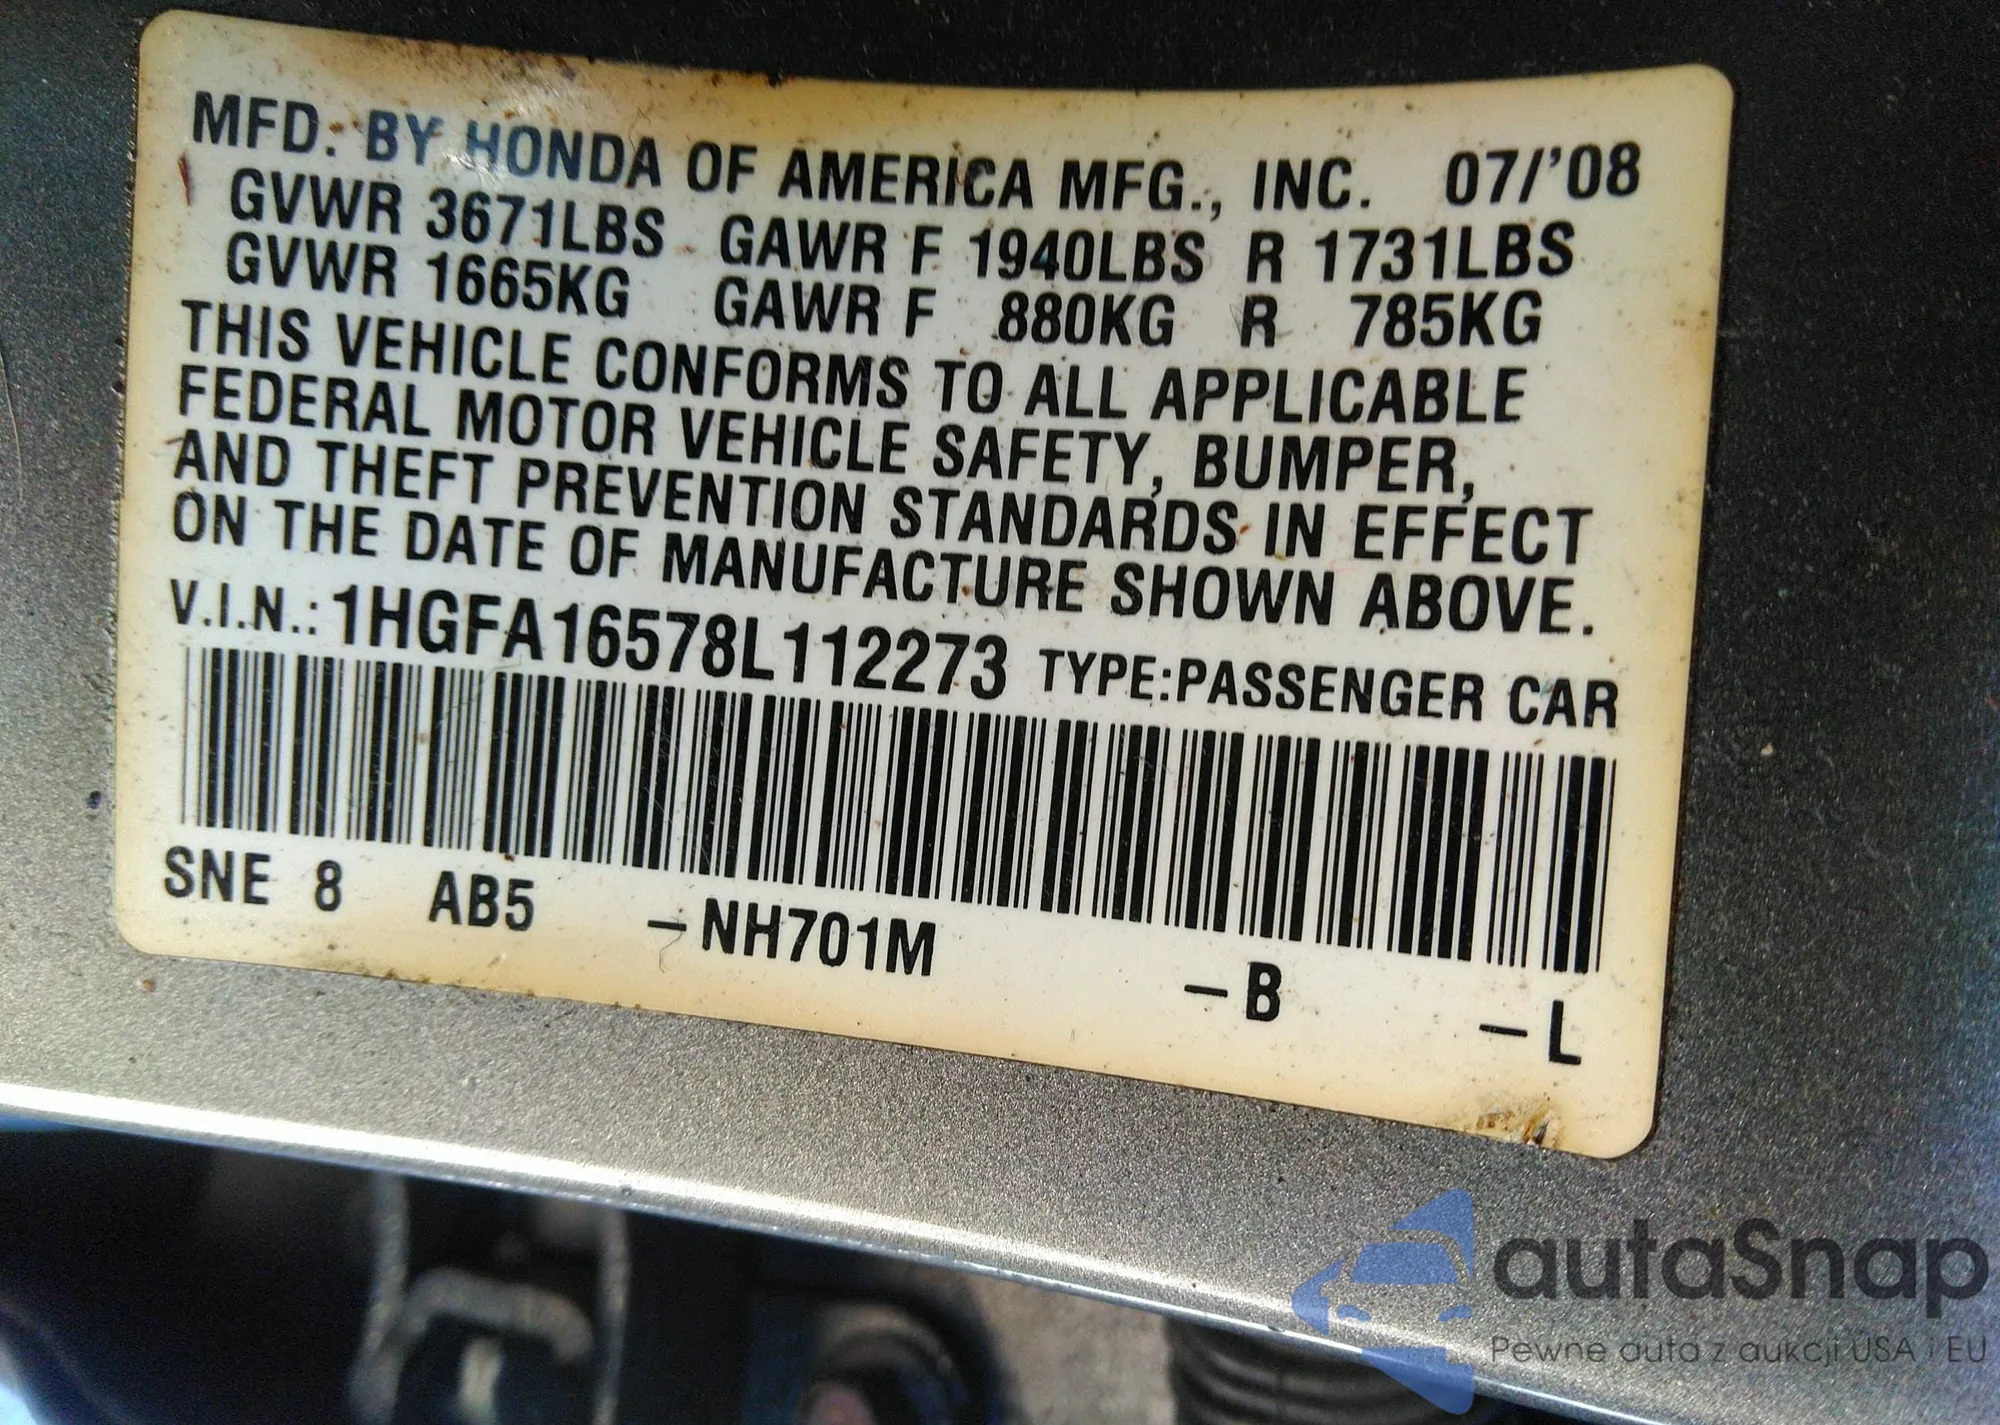 MFD. BY HONDA OF AMERICA MFG., INC. 07/'08
GVWR 3671LBS GAWR F 1940LBS R 1731LBS
GVWR 1665KG GAWR F 880KG R 785KG
THIS VEHICLE CONFORMS TO ALL APPLICABLE
FEDERAL MOTOR VEHICLE SAFETY, BUMPER,
AND THEFT PREVENTION STANDARDS IN EFFECT
ON THE DATE OF MANUFACTURE SHOWN ABOVE.
V.I.N.: 1HGFA16578L112273 TYPE:PASSENGER CAR
SNE 8 AB5 –NH701M –B –L
autaSnap
Pewne auta z aukcji USA i EU